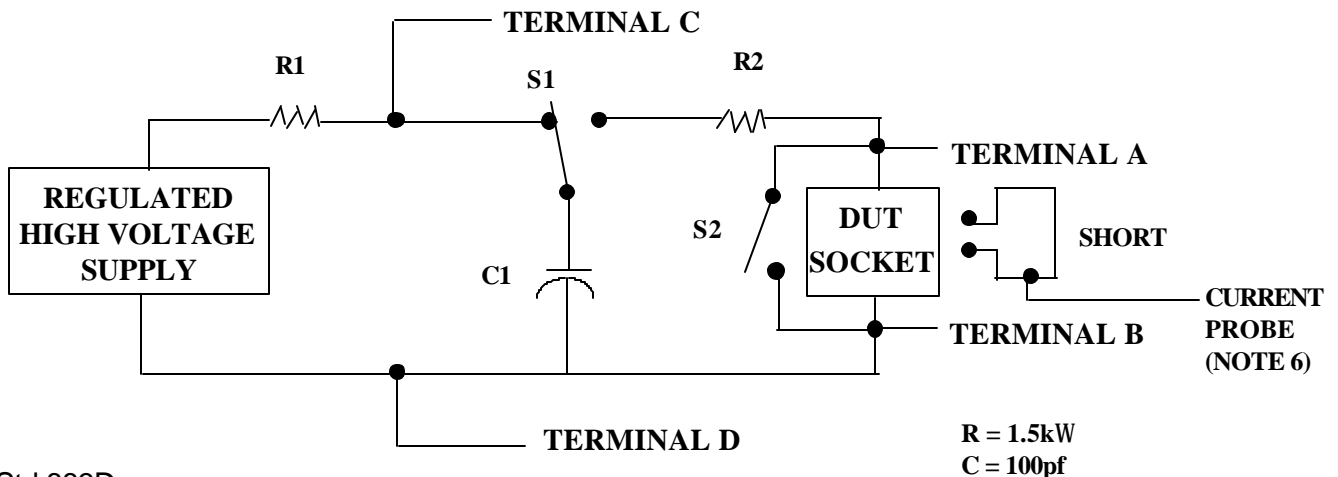 TERMINAL C
R1
S1
R2
TERMINAL A
REGULATED
HIGH VOLTAGE
SUPPLY
S2
DUT
SOCKET
SHORT
C1
CURRENT
PROBE
(NOTE 6)
TERMINAL B
TERMINAL D
R = 1.5kW
C = 100pf